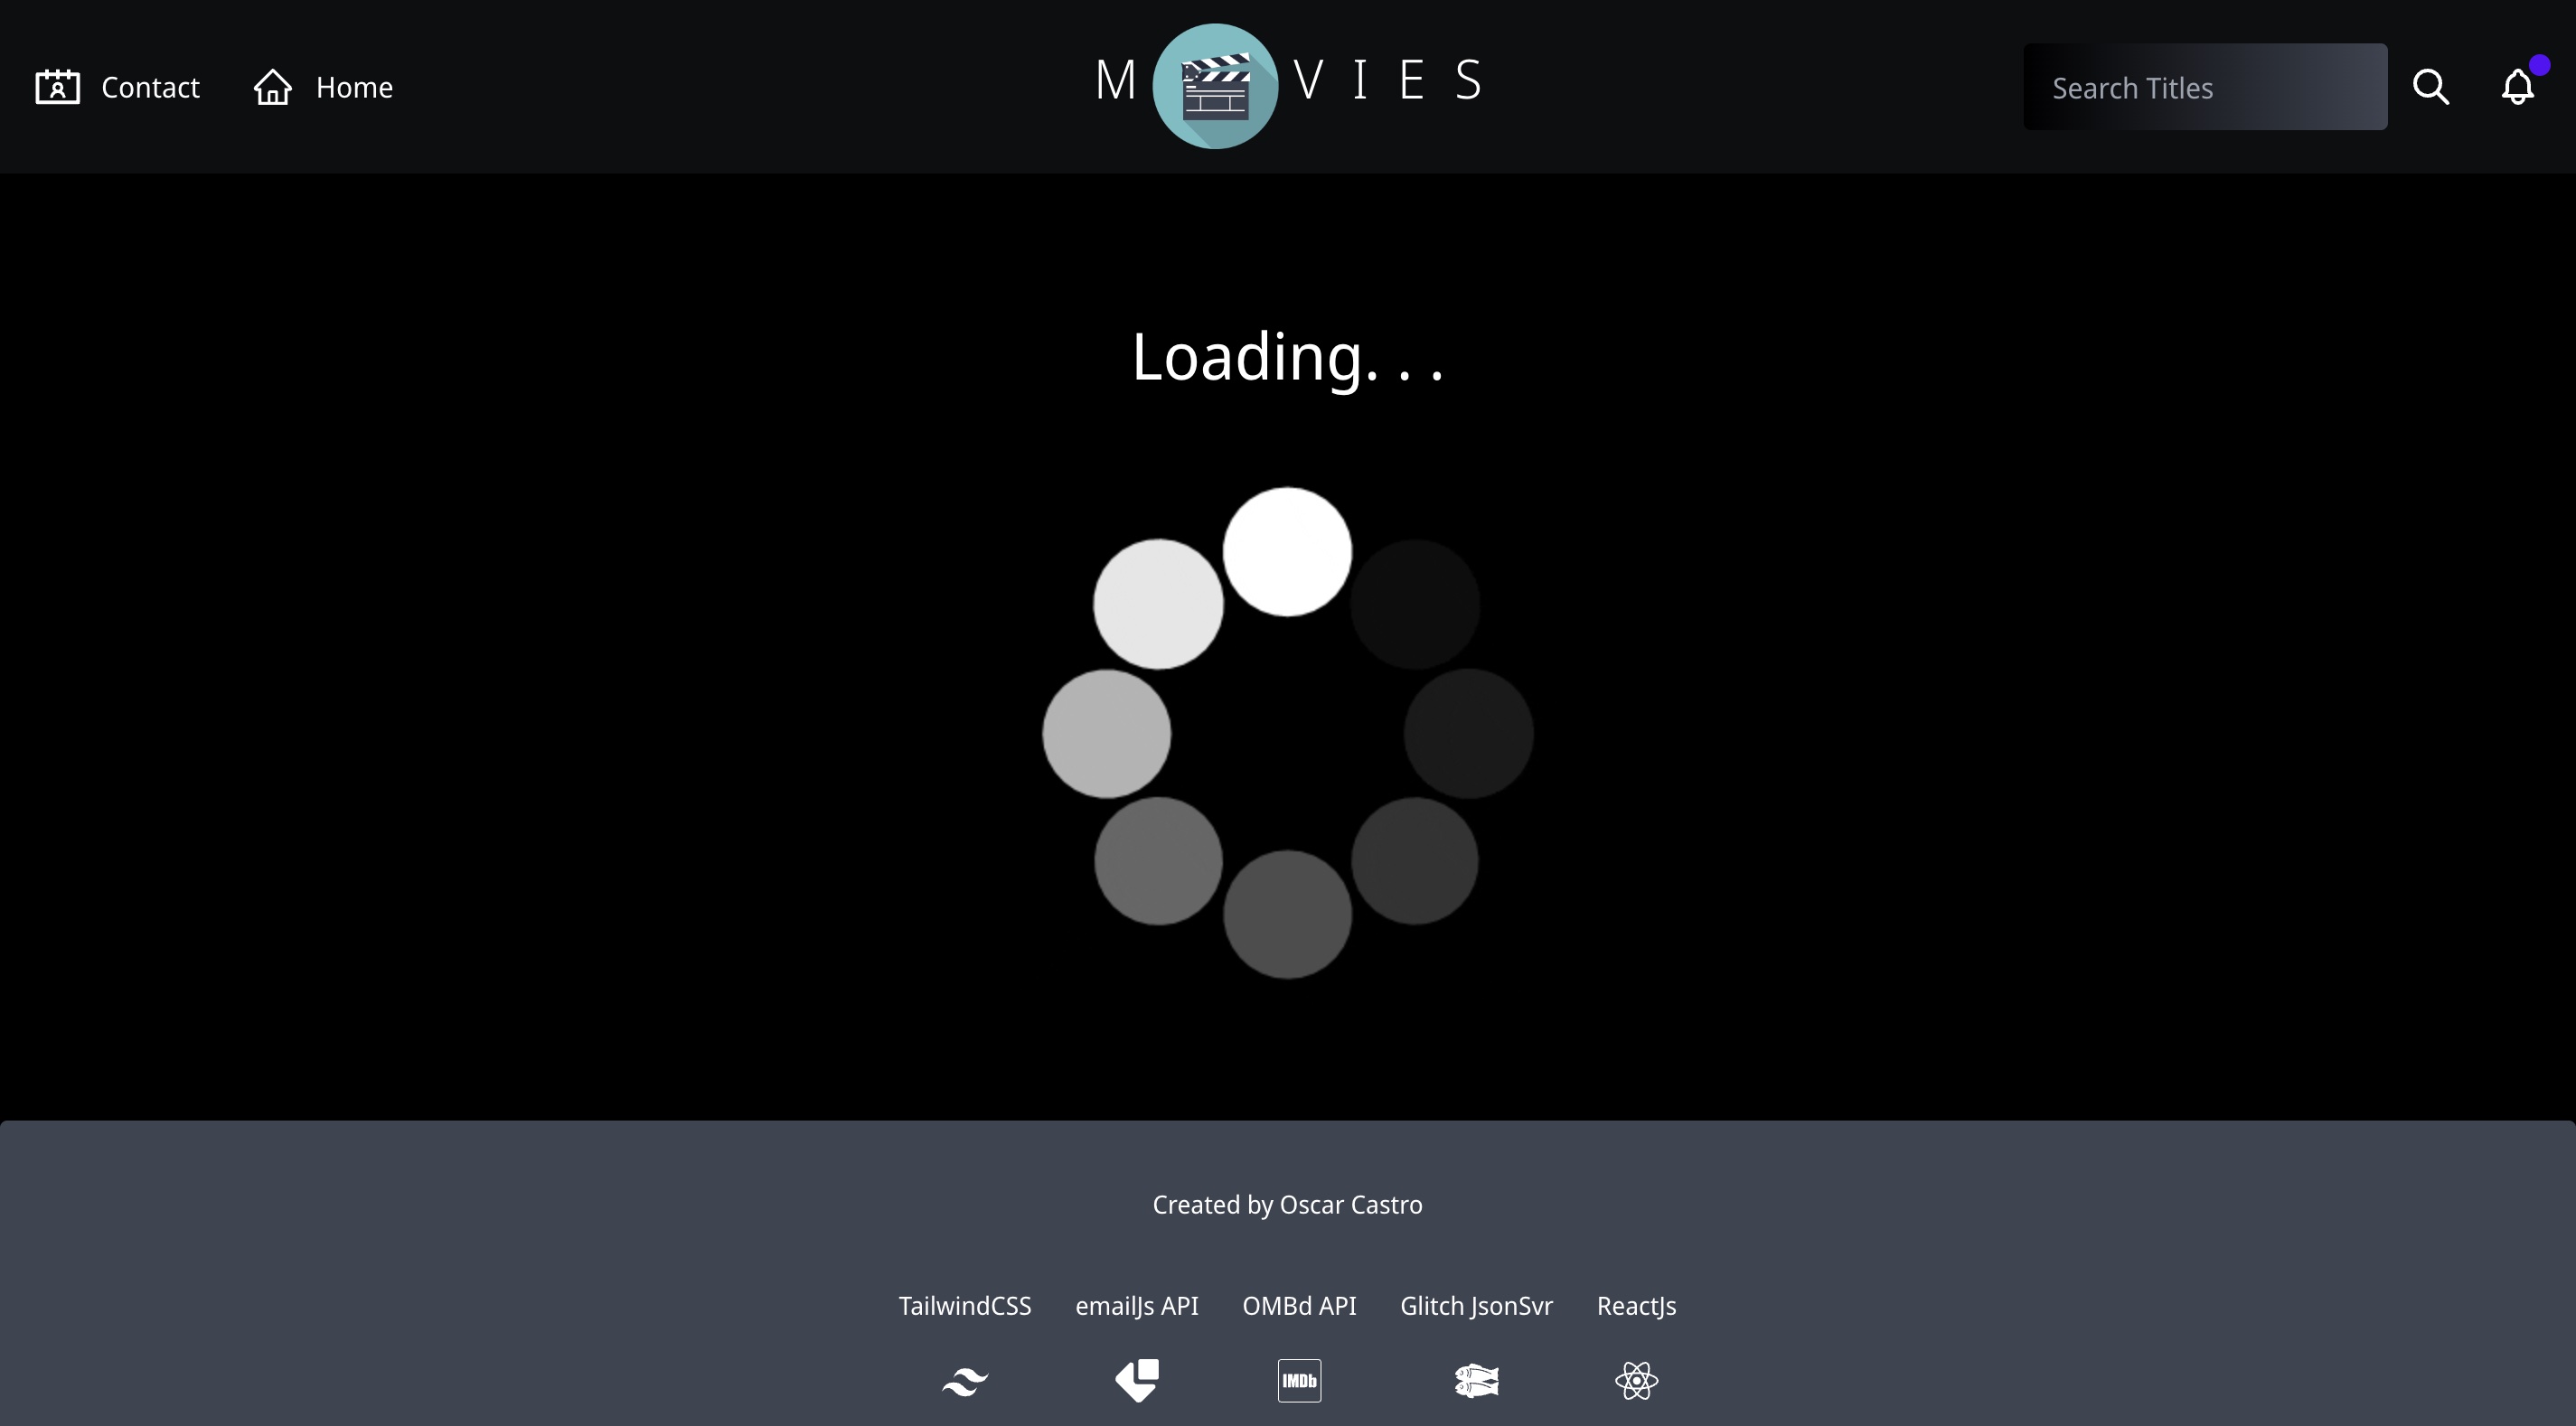 Contact Home M VIES Search Titles
Loading. . .
Created by Oscar Castro
TailwindCSS emailJs API OMBd API Glitch JsonSvr ReactJs
IMDb